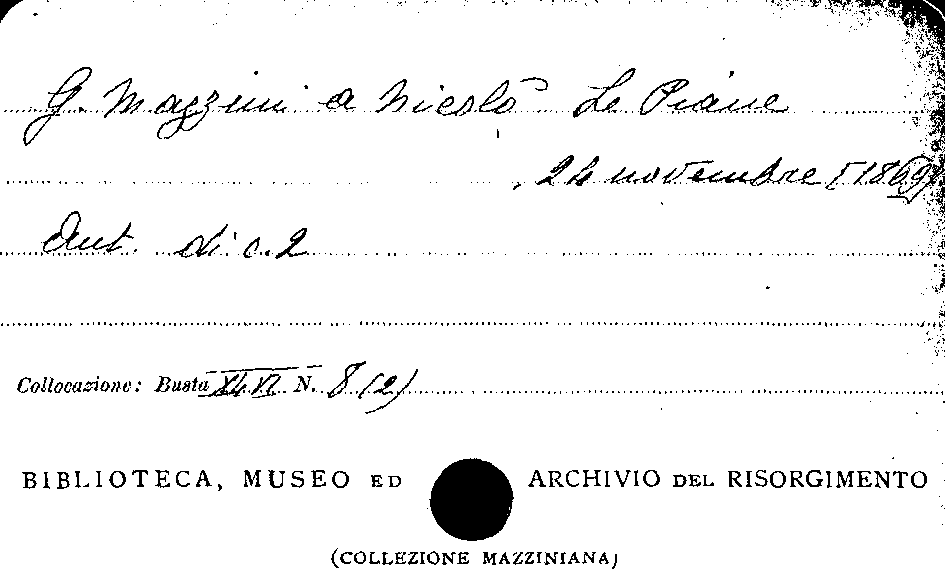 G. Mazzini a Nicolò Le Piane
, 24 novembre [1869]
Aut. di c. 2
Collocazione: Busta XLVI N. 8 (2)
BIBLIOTECA, MUSEO ED ARCHIVIO DEL RISORGIMENTO
(COLLEZIONE MAZZINIANA)